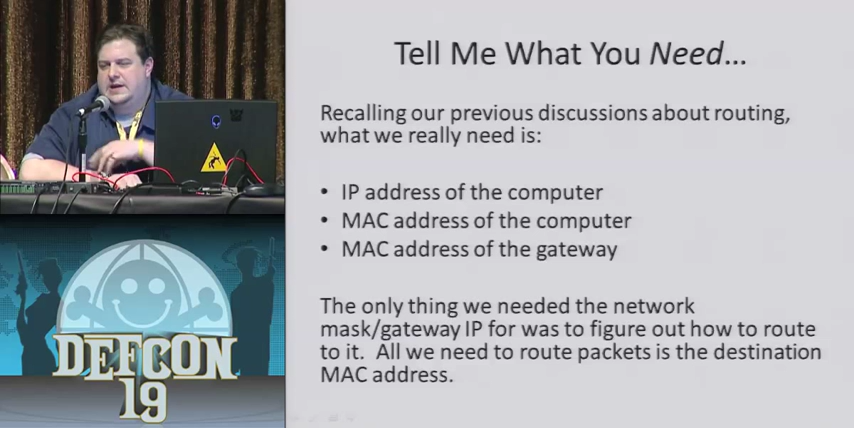 Tell Me What You Need...
Recalling our previous discussions about routing,
what we really need is:
• IP address of the computer
• MAC address of the computer
• MAC address of the gateway
The only thing we needed the network
mask/gateway IP for was to figure out how to route
to it. All we need to route packets is the destination
MAC address.
DEFCON
19